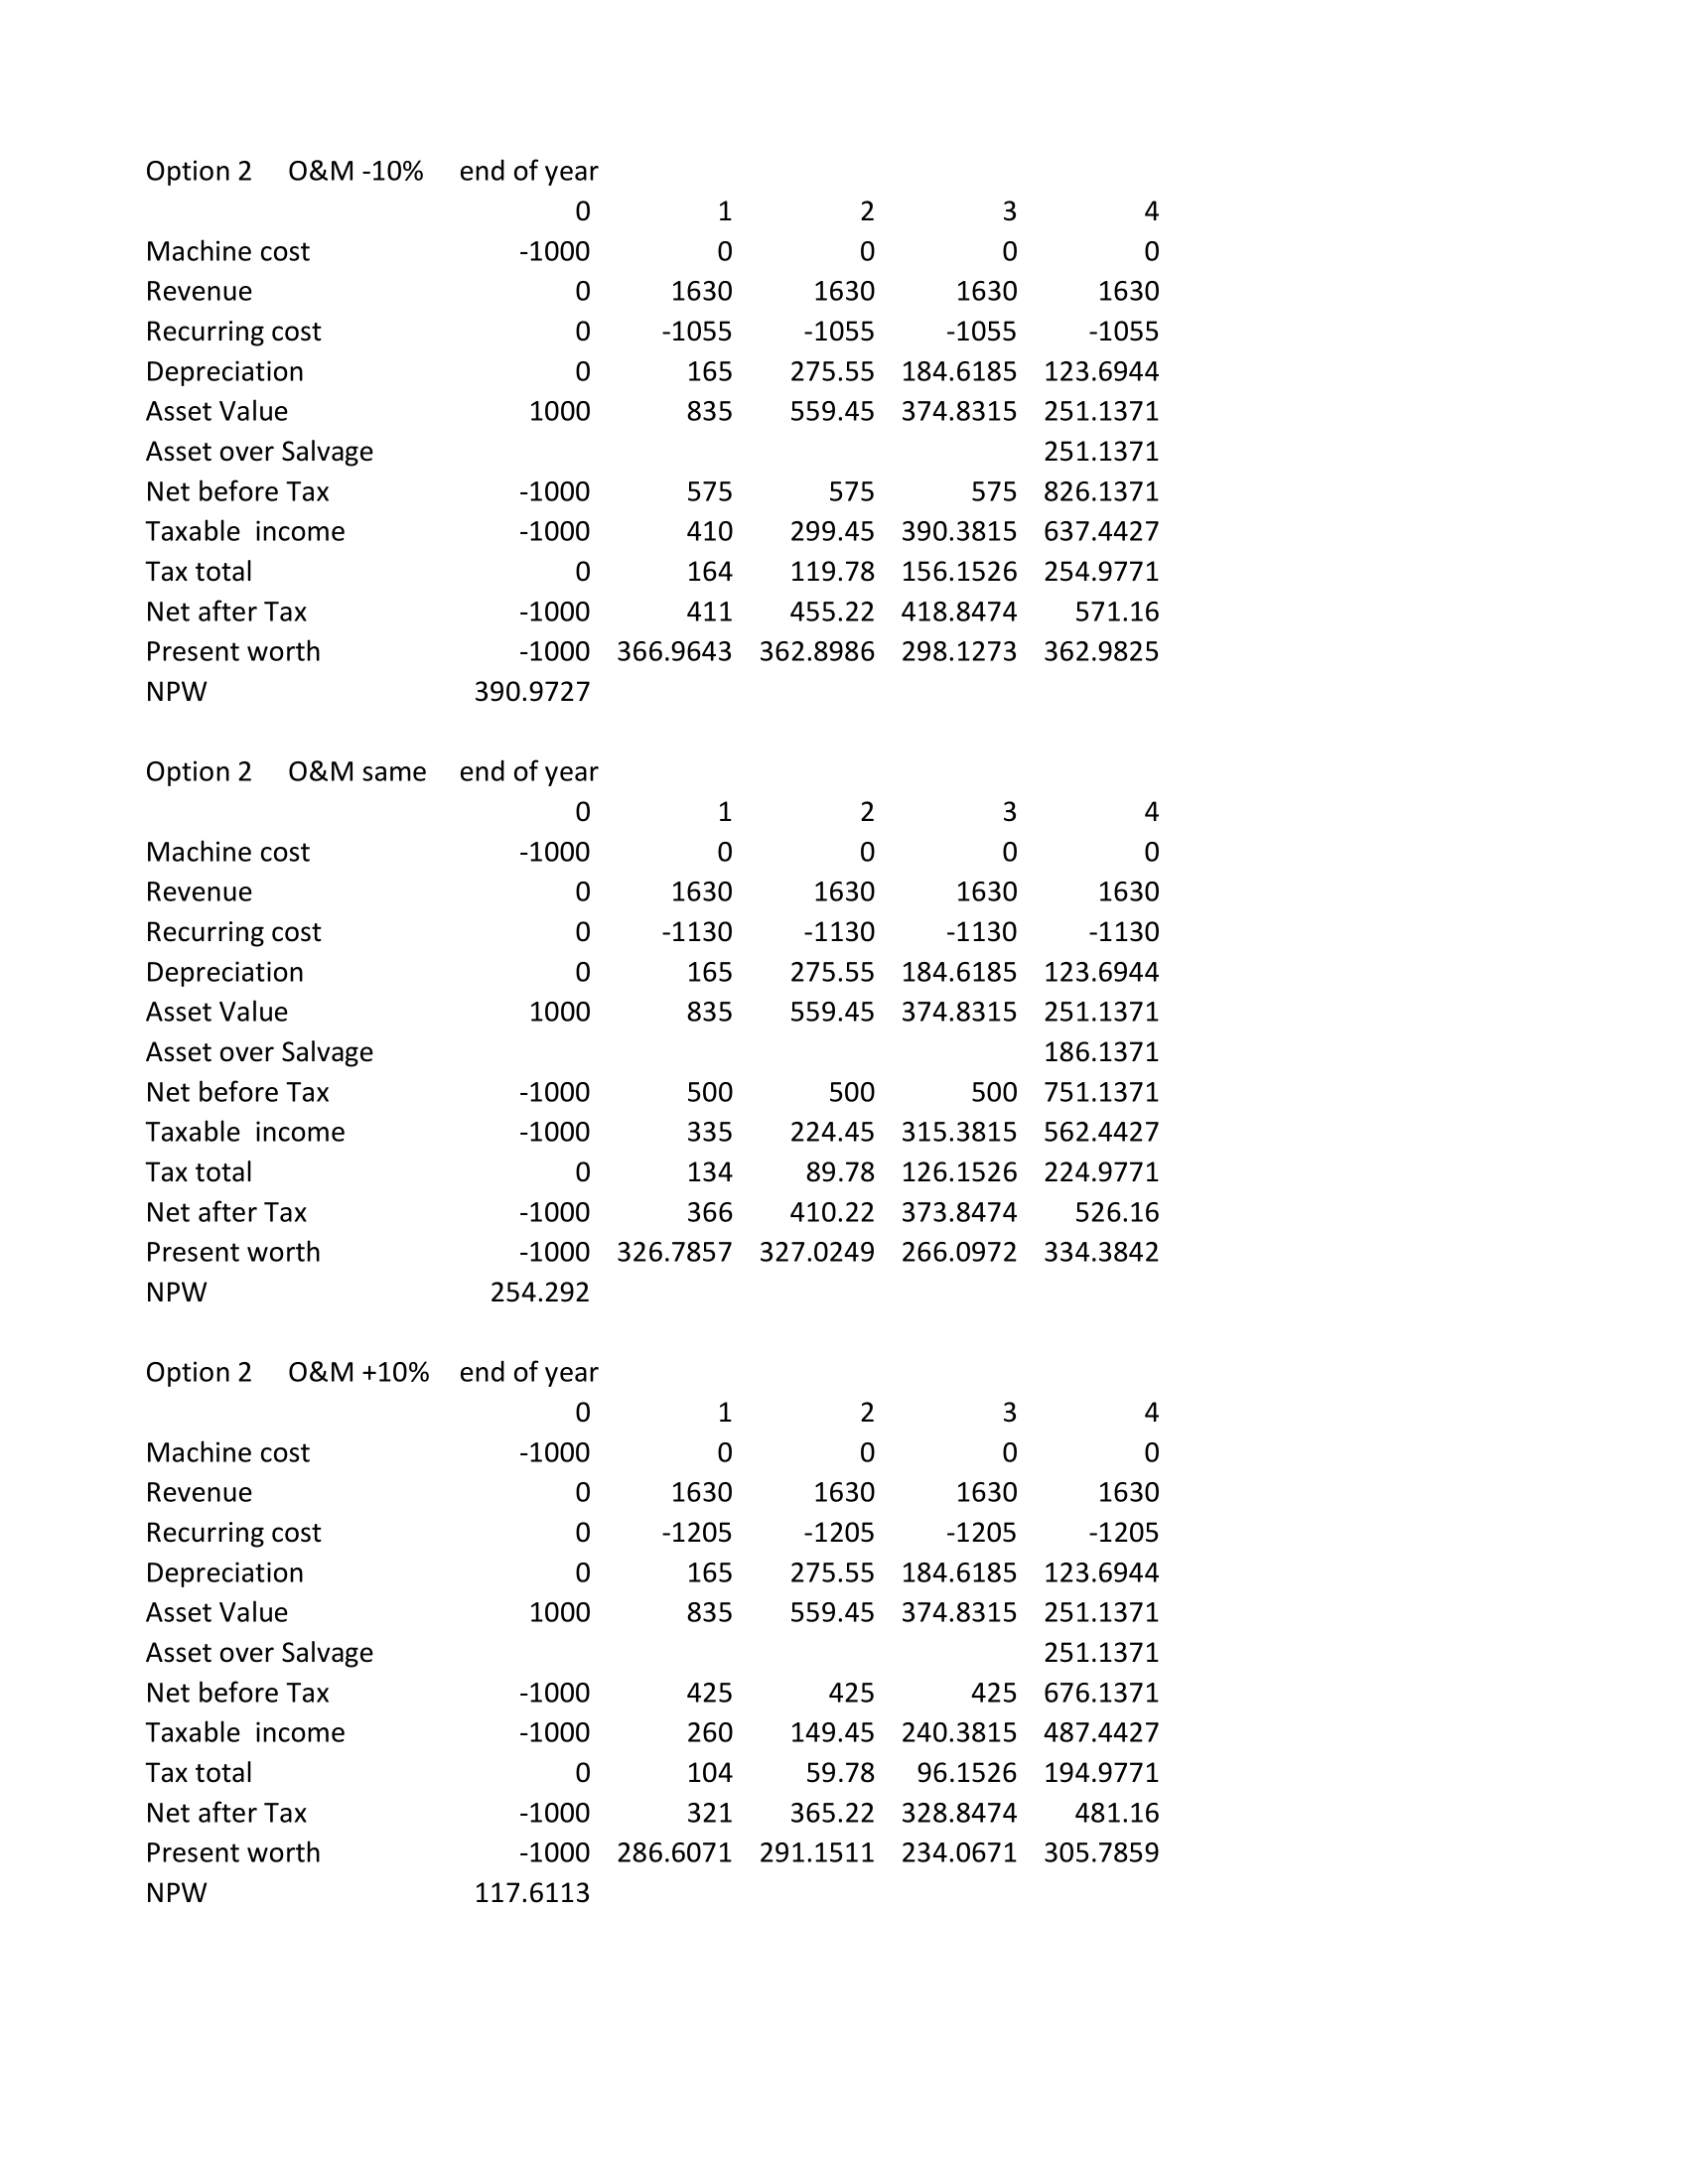 Option 2 O&M -10% end of year
0 1 2 3 4
Machine cost -1000 0 0 0 0
Revenue 0 1630 1630 1630 1630
Recurring cost 0 -1055 -1055 -1055 -1055
Depreciation 0 165 275.55 184.6185 123.6944
Asset Value 1000 835 559.45 374.8315 251.1371
Asset over Salvage 251.1371
Net before Tax -1000 575 575 575 826.1371
Taxable  income -1000 410 299.45 390.3815 637.4427
Tax total 0 164 119.78 156.1526 254.9771
Net after Tax -1000 411 455.22 418.8474 571.16
Present worth -1000 366.9643 362.8986 298.1273 362.9825
NPW 390.9727
Option 2 O&M same end of year
0 1 2 3 4
Machine cost -1000 0 0 0 0
Revenue 0 1630 1630 1630 1630
Recurring cost 0 -1130 -1130 -1130 -1130
Depreciation 0 165 275.55 184.6185 123.6944
Asset Value 1000 835 559.45 374.8315 251.1371
Asset over Salvage 186.1371
Net before Tax -1000 500 500 500 751.1371
Taxable  income -1000 335 224.45 315.3815 562.4427
Tax total 0 134 89.78 126.1526 224.9771
Net after Tax -1000 366 410.22 373.8474 526.16
Present worth -1000 326.7857 327.0249 266.0972 334.3842
NPW 254.292
Option 2 O&M +10% end of year
0 1 2 3 4
Machine cost -1000 0 0 0 0
Revenue 0 1630 1630 1630 1630
Recurring cost 0 -1205 -1205 -1205 -1205
Depreciation 0 165 275.55 184.6185 123.6944
Asset Value 1000 835 559.45 374.8315 251.1371
Asset over Salvage 251.1371
Net before Tax -1000 425 425 425 676.1371
Taxable  income -1000 260 149.45 240.3815 487.4427
Tax total 0 104 59.78 96.1526 194.9771
Net after Tax -1000 321 365.22 328.8474 481.16
Present worth -1000 286.6071 291.1511 234.0671 305.7859
NPW 117.6113